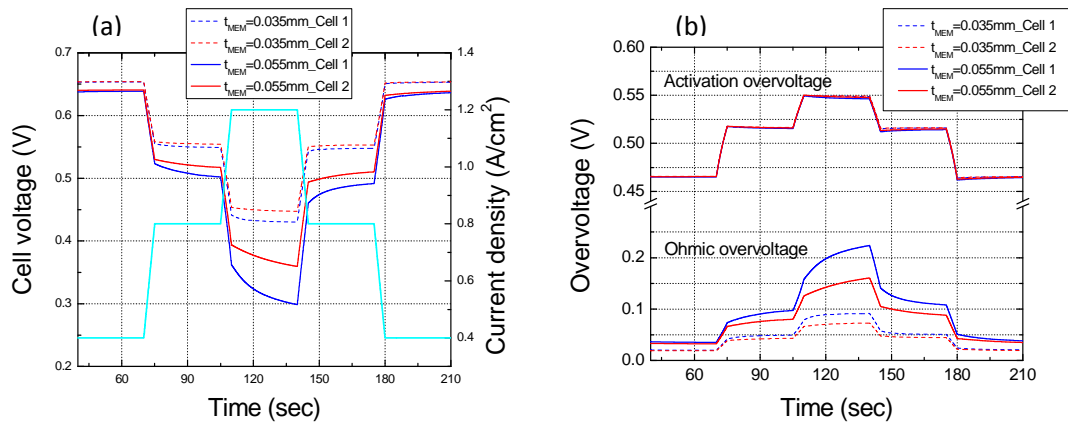 (a)
t_MEM=0.035mm_Cell 1
t_MEM=0.035mm_Cell 2
t_MEM=0.055mm_Cell 1
t_MEM=0.055mm_Cell 2
0.7
0.6
0.5
0.4
0.3
0.2
Cell voltage (V)
1.4
1.2
1.0
0.8
0.6
0.4
Current density (A/cm²)
60 90 120 150 180 210
Time (sec)
(b)
t_MEM=0.035mm_Cell 1
t_MEM=0.035mm_Cell 2
t_MEM=0.055mm_Cell 1
t_MEM=0.055mm_Cell 2
Activation overvoltage
Ohmic overvoltage
0.60
0.55
0.50
0.45
0.2
0.1
0.0
Overvoltage (V)
60 90 120 150 180 210
Time (sec)